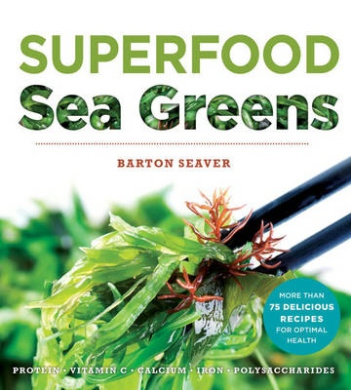 SUPERFOOD
Sea Greens
BARTON SEAVER
MORE THAN
75 DELICIOUS
RECIPES
FOR OPTIMAL
HEALTH
PROTEIN • VITAMIN C • CALCIUM • IRON • POLYSACCHARIDES